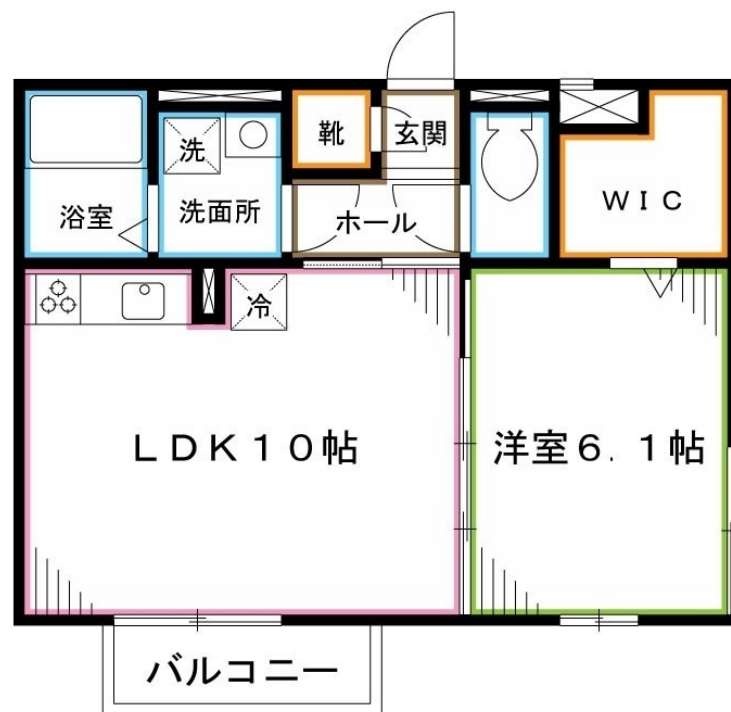 靴
玄関
洗
浴室
洗面所
ホール
ＷＩＣ
冷
ＬＤＫ１０帖
洋室６．１帖
バルコニー